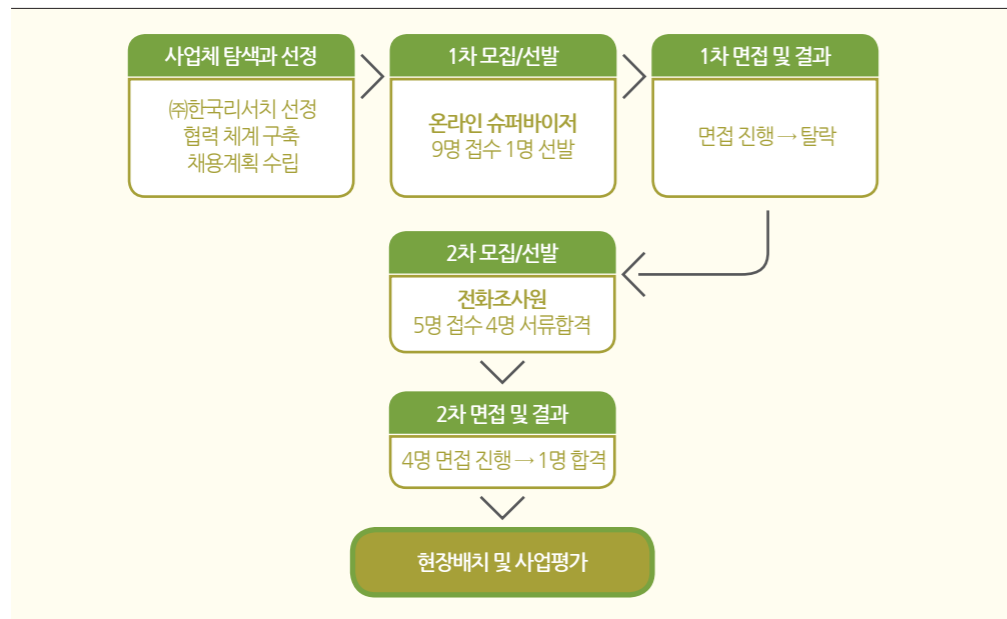 사업체 탐색과 선정
㈜한국리서치 선정
협력 체계 구축
채용계획 수립
1차 모집/선발
온라인 슈퍼바이저
9명 접수 1명 선발
1차 면접 및 결과
면접 진행 → 탈락
2차 모집/선발
전화조사원
5명 접수 4명 서류합격
2차 면접 및 결과
4명 면접 진행 → 1명 합격
현장배치 및 사업평가